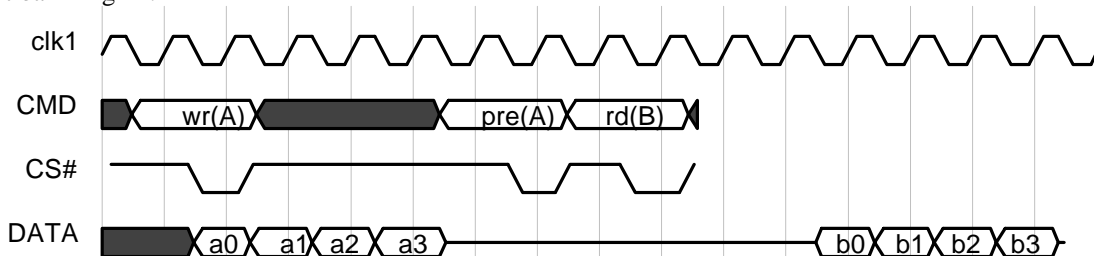 clk1
CMD wr(A) pre(A) rd(B)
CS#
DATA a0 a1 a2 a3 b0 b1 b2 b3